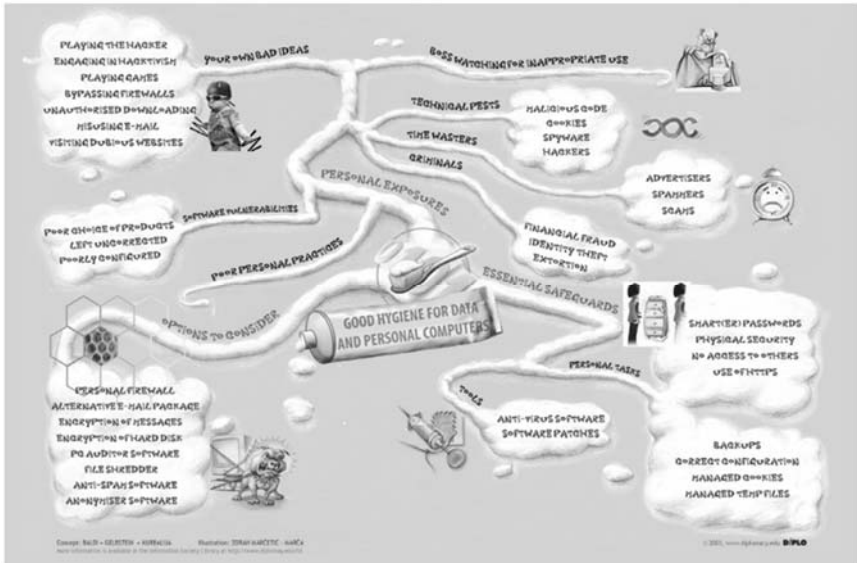 PLAYING THE HACKER
ENGAGING IN HACKTIVISM
PLAYING GAMES
BYPASSING FIREWALLS
UNAUTHORISED DOWNLOADING
MISUSING E-MAIL
VISITING DUBIOUS WEBSITES
YOUR OWN BAD IDEAS
BOSS WATCHING FOR INAPPROPRIATE USE
TECHNICAL PESTS
MALICIOUS CODE
COOKIES
SPYWARE
HACKERS
TIME WASTERS
ADVERTISERS
SPAMMERS
SCAMS
CRIMINALS
FINANCIAL FRAUD
IDENTITY THEFT
EXTORTION
PERSONAL EXPOSURES
SOFTWARE VULNERABILITIES
POOR CHOICE OF PRODUCTS
LEFT UNCORRECTED
POORLY CONFIGURED
POOR PERSONAL PRACTICES
GOOD HYGIENE FOR DATA
AND PERSONAL COMPUTERS
ESSENTIAL SAFEGUARDS
SMART(ER) PASSWORDS
PHYSICAL SECURITY
NO ACCESS TO OTHERS
USE OF HTTPS
PERSONAL TASKS
BACKUPS
CORRECT CONFIGURATION
MANAGED COOKIES
MANAGED TEMP FILES
TOOLS
ANTI-VIRUS SOFTWARE
SOFTWARE PATCHES
OPTIONS TO CONSIDER
PERSONAL FIREWALL
ALTERNATIVE E-MAIL PACKAGE
ENCRYPTION OF MESSAGES
ENCRYPTION OF HARD DISK
PC AUDITOR SOFTWARE
FILE SHREDDER
ANTI-SPAM SOFTWARE
ANONYMISER SOFTWARE
Concept: BALDI • GELBSTEIN • KURBALIJA
Illustration:
DIPLO